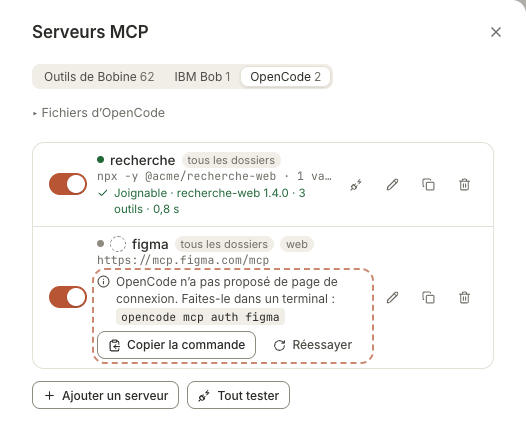 Serveurs MCP
Outils de Bobine 62 IBM Bob 1 OpenCode 2
Fichiers d’OpenCode
recherche tous les dossiers
npx -y @acme/recherche-web · 1 va…
Joignable · recherche-web 1.4.0 · 3
outils · 0,8 s
figma tous les dossiers web
https://mcp.figma.com/mcp
OpenCode n’a pas proposé de page de
connexion. Faites-le dans un terminal :
opencode mcp auth figma
Copier la commande Réessayer
Ajouter un serveur Tout tester